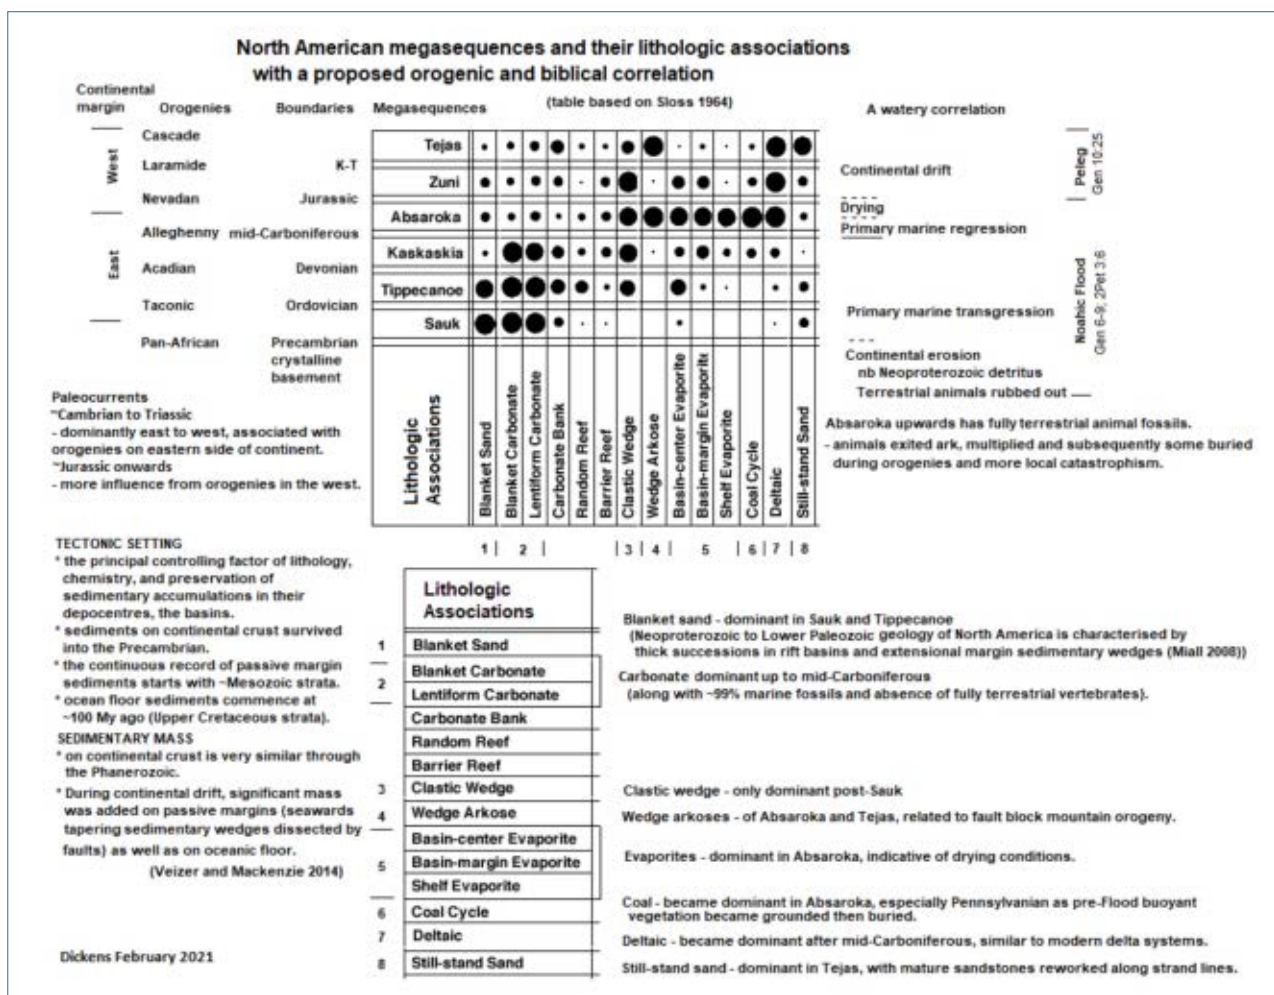 North American megasequences and their lithologic associations
with a proposed orogenic and biblical correlation
(table based on Sloss 1964)
Continental
margin
Orogenies
Boundaries
Megasequences
A watery correlation
West
East
Cascade
Laramide
Nevadan
Alleghenny
Acadian
Taconic
Pan-African
K-T
Jurassic
mid-Carboniferous
Devonian
Ordovician
Precambrian
crystalline
basement
Tejas
Zuni
Absaroka
Kaskaskia
Tippecanoe
Sauk
Lithologic
Associations
Blanket Sand
Blanket Carbonate
Lentiform Carbonate
Carbonate Bank
Random Reef
Barrier Reef
Clastic Wedge
Wedge Arkose
Basin-center Evaporite
Basin-margin Evaporite
Shelf Evaporite
Coal Cycle
Deltaic
Still-stand Sand
1 | 2 | | 3 | 4 | 5 | 6 | 7 | 8
Continental drift
Drying
Primary marine regression
Primary marine transgression
Continental erosion
nb Neoproterozoic detritus
Terrestrial animals rubbed out
Peleg
Gen 10:25
Noahic Flood
Gen 6-9; 2Pet 3:6
Absaroka upwards has fully terrestrial animal fossils.
- animals exited ark, multiplied and subsequently some buried
during orogenies and more local catastrophism.
Paleocurrents
~Cambrian to Triassic
- dominantly east to west, associated with
orogenies on eastern side of continent.
~Jurassic onwards
- more influence from orogenies in the west.
TECTONIC SETTING
* the principal controlling factor of lithology,
chemistry, and preservation of
sedimentary accumulations in their
depocentres, the basins.
* sediments on continental crust survived
into the Precambrian.
* the continuous record of passive margin
sediments starts with ~Mesozoic strata.
* ocean floor sediments commence at
~100 My ago (Upper Cretaceous strata).
SEDIMENTARY MASS
* on continental crust is very similar through
the Phanerozoic.
* During continental drift, significant mass
was added on passive margins (seawards
tapering sedimentary wedges dissected by
faults) as well as on oceanic floor.
(Veizer and Mackenzie 2014)
Dickens February 2021
Lithologic
Associations
1 Blanket Sand
Blanket Carbonate
2
Lentiform Carbonate
Carbonate Bank
Random Reef
Barrier Reef
3 Clastic Wedge
4 Wedge Arkose
Basin-center Evaporite
5 Basin-margin Evaporite
Shelf Evaporite
6 Coal Cycle
7 Deltaic
8 Still-stand Sand
Blanket sand - dominant in Sauk and Tippecanoe
(Neoproterozoic to Lower Paleozoic geology of North America is characterised by
thick successions in rift basins and extensional margin sedimentary wedges (Miall 2008))
Carbonate dominant up to mid-Carboniferous
(along with ~99% marine fossils and absence of fully terrestrial vertebrates).
Clastic wedge - only dominant post-Sauk
Wedge arkoses - of Absaroka and Tejas, related to fault block mountain orogeny.
Evaporites - dominant in Absaroka, indicative of drying conditions.
Coal - became dominant in Absaroka, especially Pennsylvanian as pre-Flood buoyant
vegetation became grounded then buried.
Deltaic - became dominant after mid-Carboniferous, similar to modern delta systems.
Still-stand sand - dominant in Tejas, with mature sandstones reworked along strand lines.